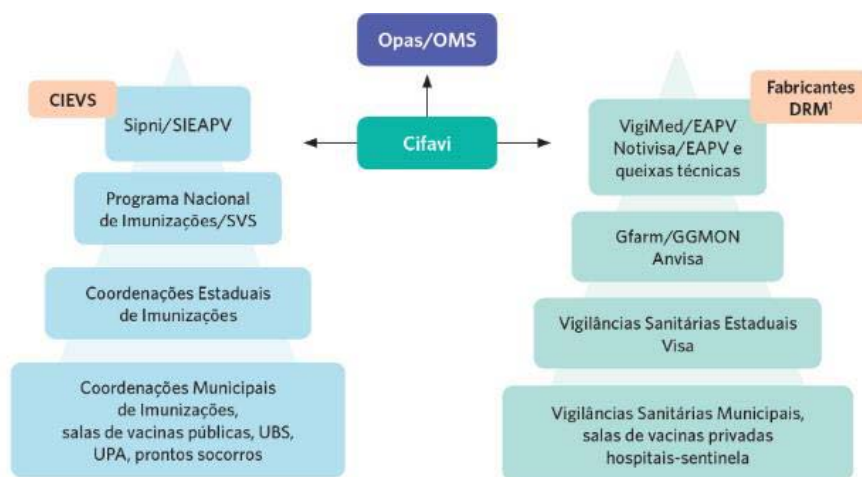 Opas/OMS
CIEVS
Sipni/SIEAPV
Programa Nacional
de Imunizações/SVS
Coordenações Estaduais
de Imunizações
Coordenações Municipais
de Imunizações,
salas de vacinas públicas, UBS,
UPA, prontos socorros
Cifavi
Fabricantes
DRM¹
VigiMed/EAPV
Notivisa/EAPV e
queixas técnicas
Gfarm/GGMON
Anvisa
Vigilâncias Sanitárias Estaduais
Visa
Vigilâncias Sanitárias Municipais,
salas de vacinas privadas
hospitais-sentinela